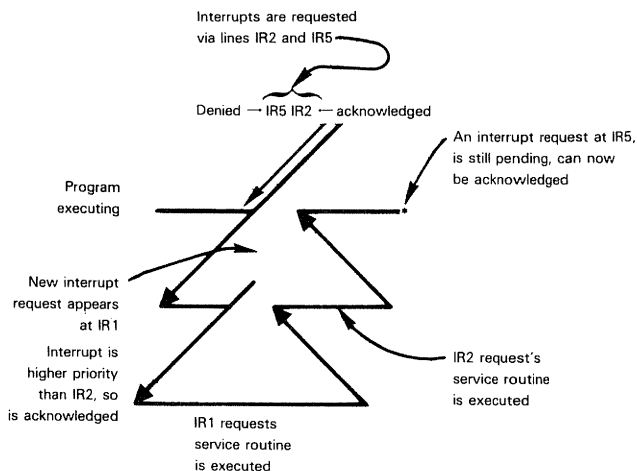 Interrupts are requested
via lines IR2 and IR5
Denied → IR5 IR2 ← acknowledged
An interrupt request at IR5,
is still pending, can now
be acknowledged
Program
executing
New interrupt
request appears
at IR1
Interrupt is
higher priority
than IR2, so
is acknowledged
IR2 request's
service routine
is executed
IR1 requests
service routine
is executed